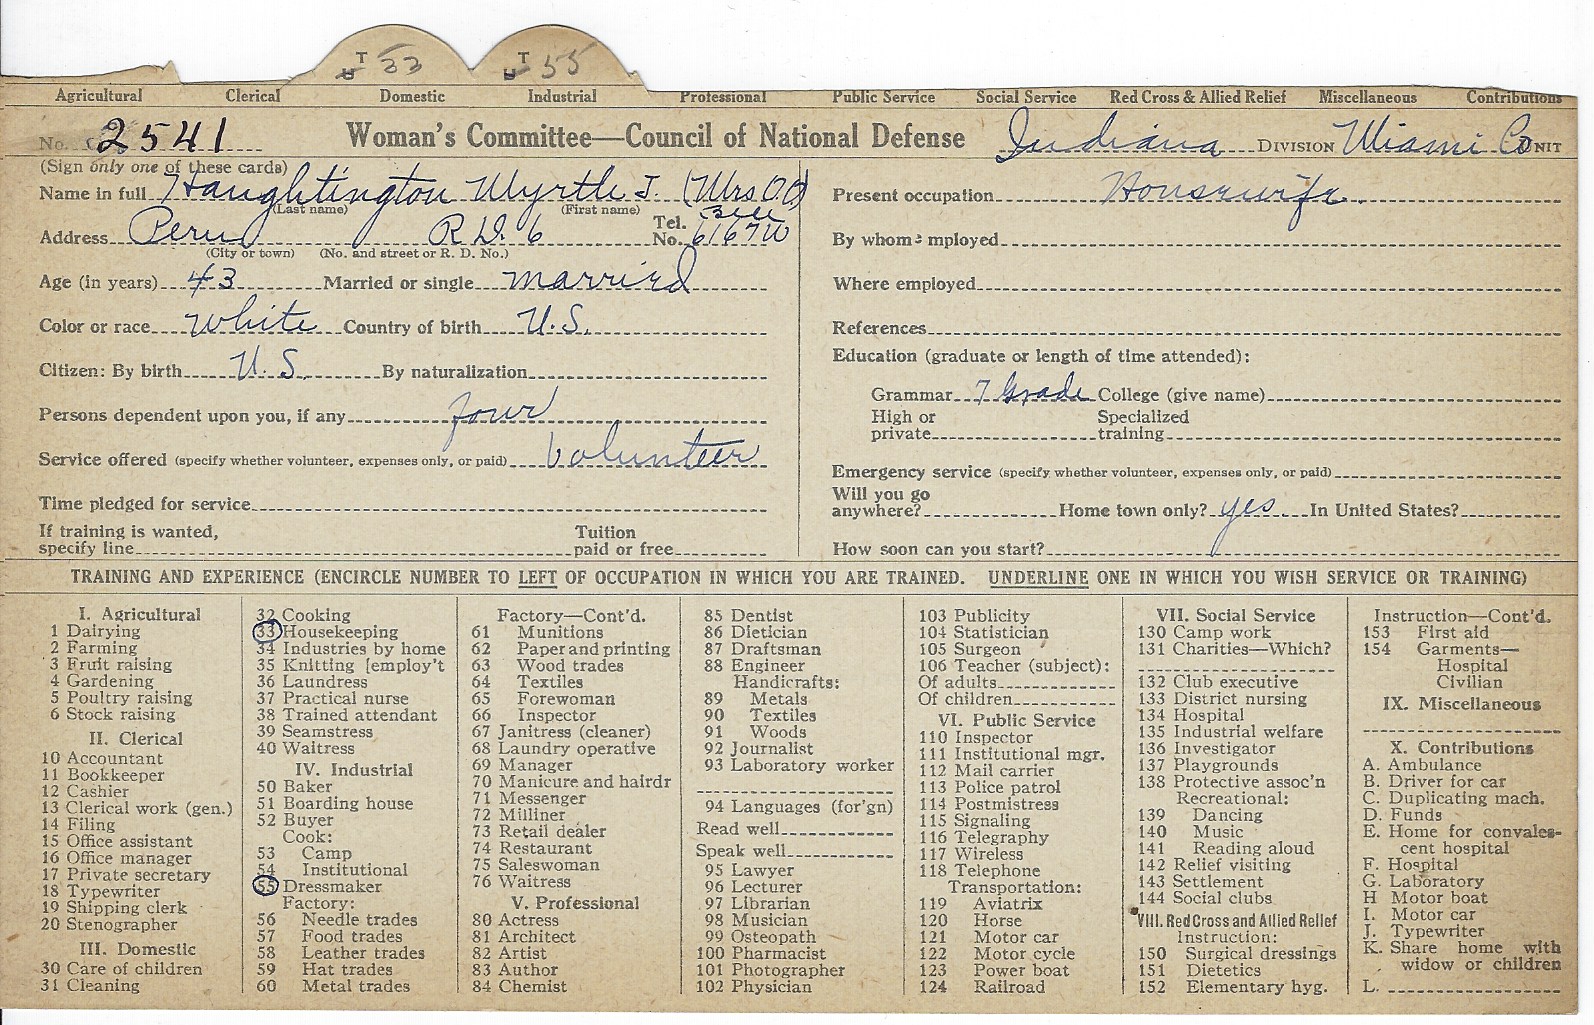 T 33 T 55
Agricultural Clerical Domestic Industrial Professional Public Service Social Service Red Cross & Allied Relief Miscellaneous Contributions
No. 2541 Woman's Committee—Council of National Defense Indiana DIVISION Miami Co UNIT
(Sign only one of these cards)
Name in full Haughtington Myrtle J. (Mrs O.O.)
(Last name) (First name)
Address Peru R.D. 6 Tel. No. Bell 6167W
(City or town) (No. and street or R. D. No.)
Age (in years) 43 Married or single married
Color or race White Country of birth U.S.
Citizen: By birth U.S. By naturalization
Persons dependent upon you, if any four
Service offered (specify whether volunteer, expenses only, or paid) volunteer
Time pledged for service
If training is wanted, Tuition
specify line paid or free
Present occupation Housewife.
By whom employed
Where employed
References
Education (graduate or length of time attended):
Grammar 7 Grade College (give name)
High or Specialized
private training
Emergency service (specify whether volunteer, expenses only, or paid)
Will you go
anywhere? Home town only? yes In United States?
How soon can you start?
TRAINING AND EXPERIENCE (ENCIRCLE NUMBER TO LEFT OF OCCUPATION IN WHICH YOU ARE TRAINED. UNDERLINE ONE IN WHICH YOU WISH SERVICE OR TRAINING)
I. Agricultural
1 Dairying
2 Farming
3 Fruit raising
4 Gardening
5 Poultry raising
6 Stock raising
II. Clerical
10 Accountant
11 Bookkeeper
12 Cashier
13 Clerical work (gen.)
14 Filing
15 Office assistant
16 Office manager
17 Private secretary
18 Typewriter
19 Shipping clerk
20 Stenographer
III. Domestic
30 Care of children
31 Cleaning
32 Cooking
33 Housekeeping
34 Industries by home
35 Knitting [employ't
36 Laundress
37 Practical nurse
38 Trained attendant
39 Seamstress
40 Waitress
IV. Industrial
50 Baker
51 Boarding house
52 Buyer
Cook:
53 Camp
54 Institutional
55 Dressmaker
Factory:
56 Needle trades
57 Food trades
58 Leather trades
59 Hat trades
60 Metal trades
Factory—Cont'd.
61 Munitions
62 Paper and printing
63 Wood trades
64 Textiles
65 Forewoman
66 Inspector
67 Janitress (cleaner)
68 Laundry operative
69 Manager
70 Manicure and hairdr
71 Messenger
72 Milliner
73 Retail dealer
74 Restaurant
75 Saleswoman
76 Waitress
V. Professional
80 Actress
81 Architect
82 Artist
83 Author
84 Chemist
85 Dentist
86 Dietician
87 Draftsman
88 Engineer
Handicrafts:
89 Metals
90 Textiles
91 Woods
92 Journalist
93 Laboratory worker
94 Languages (for'gn)
Read well
Speak well
95 Lawyer
96 Lecturer
97 Librarian
98 Musician
99 Osteopath
100 Pharmacist
101 Photographer
102 Physician
103 Publicity
104 Statistician
105 Surgeon
106 Teacher (subject):
Of adults
Of children
VI. Public Service
110 Inspector
111 Institutional mgr.
112 Mail carrier
113 Police patrol
114 Postmistress
115 Signaling
116 Telegraphy
117 Wireless
118 Telephone
Transportation:
119 Aviatrix
120 Horse
121 Motor car
122 Motor cycle
123 Power boat
124 Railroad
VII. Social Service
130 Camp work
131 Charities—Which?
132 Club executive
133 District nursing
134 Hospital
135 Industrial welfare
136 Investigator
137 Playgrounds
138 Protective assoc'n
Recreational:
139 Dancing
140 Music
141 Reading aloud
142 Relief visiting
143 Settlement
144 Social clubs
VIII. Red Cross and Allied Relief
Instruction:
150 Surgical dressings
151 Dietetics
152 Elementary hyg.
Instruction—Cont'd.
153 First aid
154 Garments—
Hospital
Civilian
IX. Miscellaneous
X. Contributions
A. Ambulance
B. Driver for car
C. Duplicating mach.
D. Funds
E. Home for convales-
cent hospital
F. Hospital
G. Laboratory
H Motor boat
I. Motor car
J. Typewriter
K. Share home with
widow or children
L.